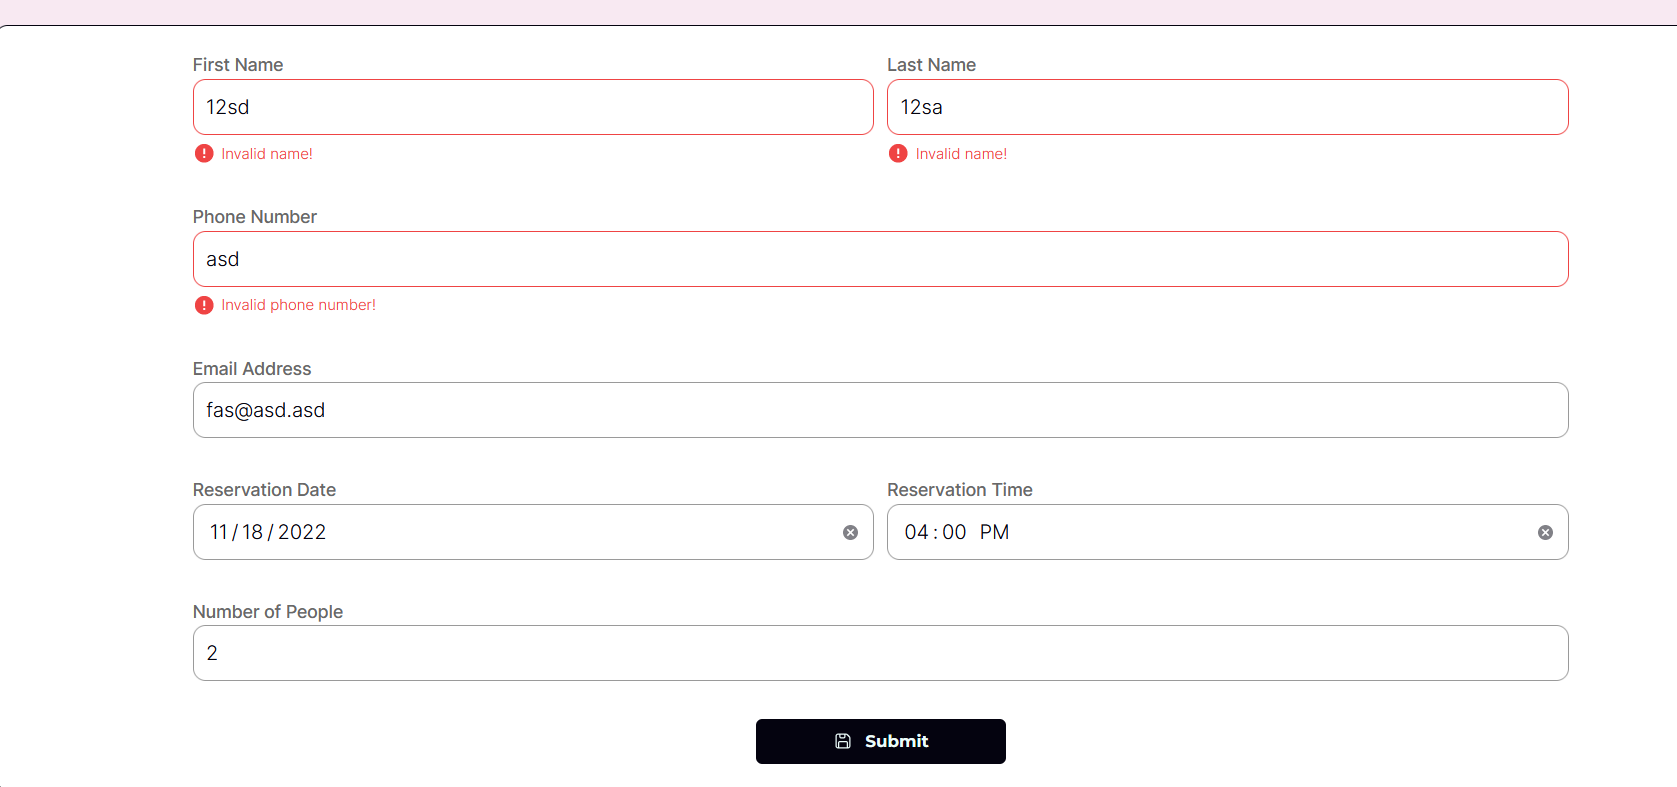 First Name Last Name
12sd 12sa
Invalid name! Invalid name!
Phone Number
asd
Invalid phone number!
Email Address
fas@asd.asd
Reservation Date Reservation Time
11/18/2022 04:00 PM
Number of People
2
Submit